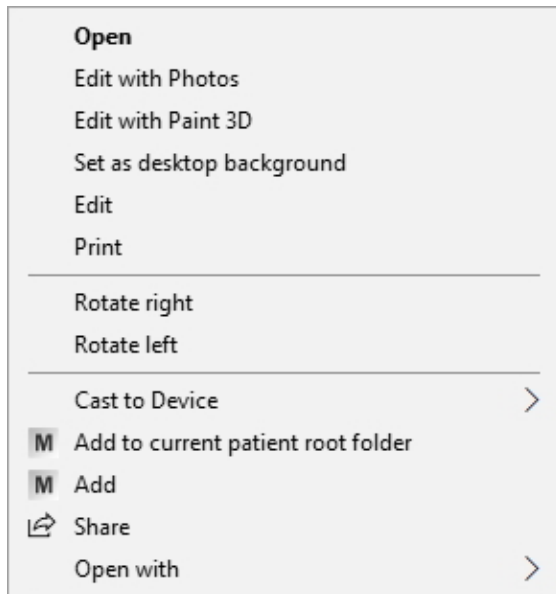 Open
Edit with Photos
Edit with Paint 3D
Set as desktop background
Edit
Print
Rotate right
Rotate left
Cast to Device
M Add to current patient root folder
M Add
Share
Open with